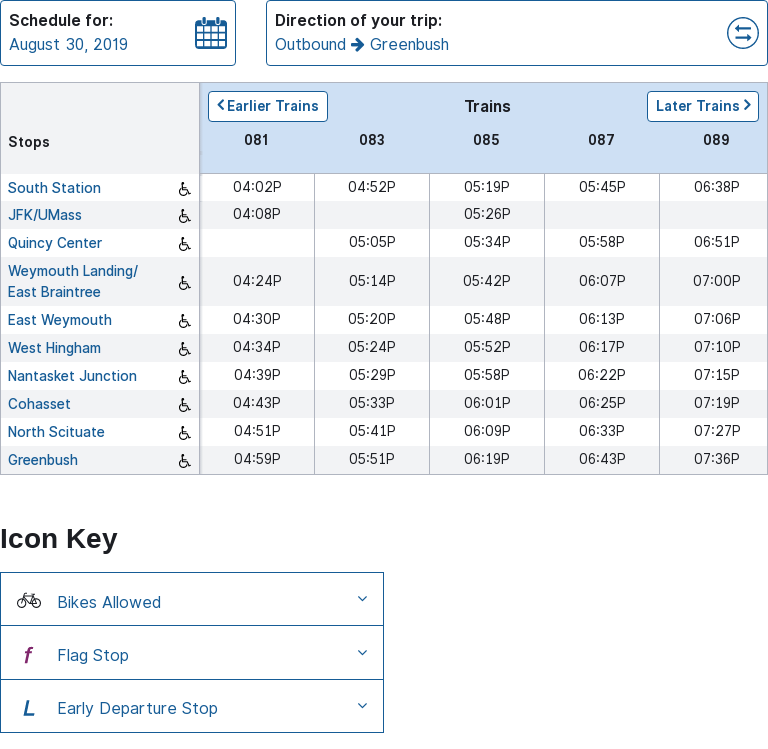 Schedule for:
August 30, 2019
Direction of your trip:
Outbound Greenbush
Earlier Trains Trains Later Trains
Stops 081 083 085 087 089
South Station 04:02P 04:52P 05:19P 05:45P 06:38P
JFK/UMass 04:08P 05:26P
Quincy Center 05:05P 05:34P 05:58P 06:51P
Weymouth Landing/
East Braintree 04:24P 05:14P 05:42P 06:07P 07:00P
East Weymouth 04:30P 05:20P 05:48P 06:13P 07:06P
West Hingham 04:34P 05:24P 05:52P 06:17P 07:10P
Nantasket Junction 04:39P 05:29P 05:58P 06:22P 07:15P
Cohasset 04:43P 05:33P 06:01P 06:25P 07:19P
North Scituate 04:51P 05:41P 06:09P 06:33P 07:27P
Greenbush 04:59P 05:51P 06:19P 06:43P 07:36P
Icon Key
Bikes Allowed
f Flag Stop
L Early Departure Stop